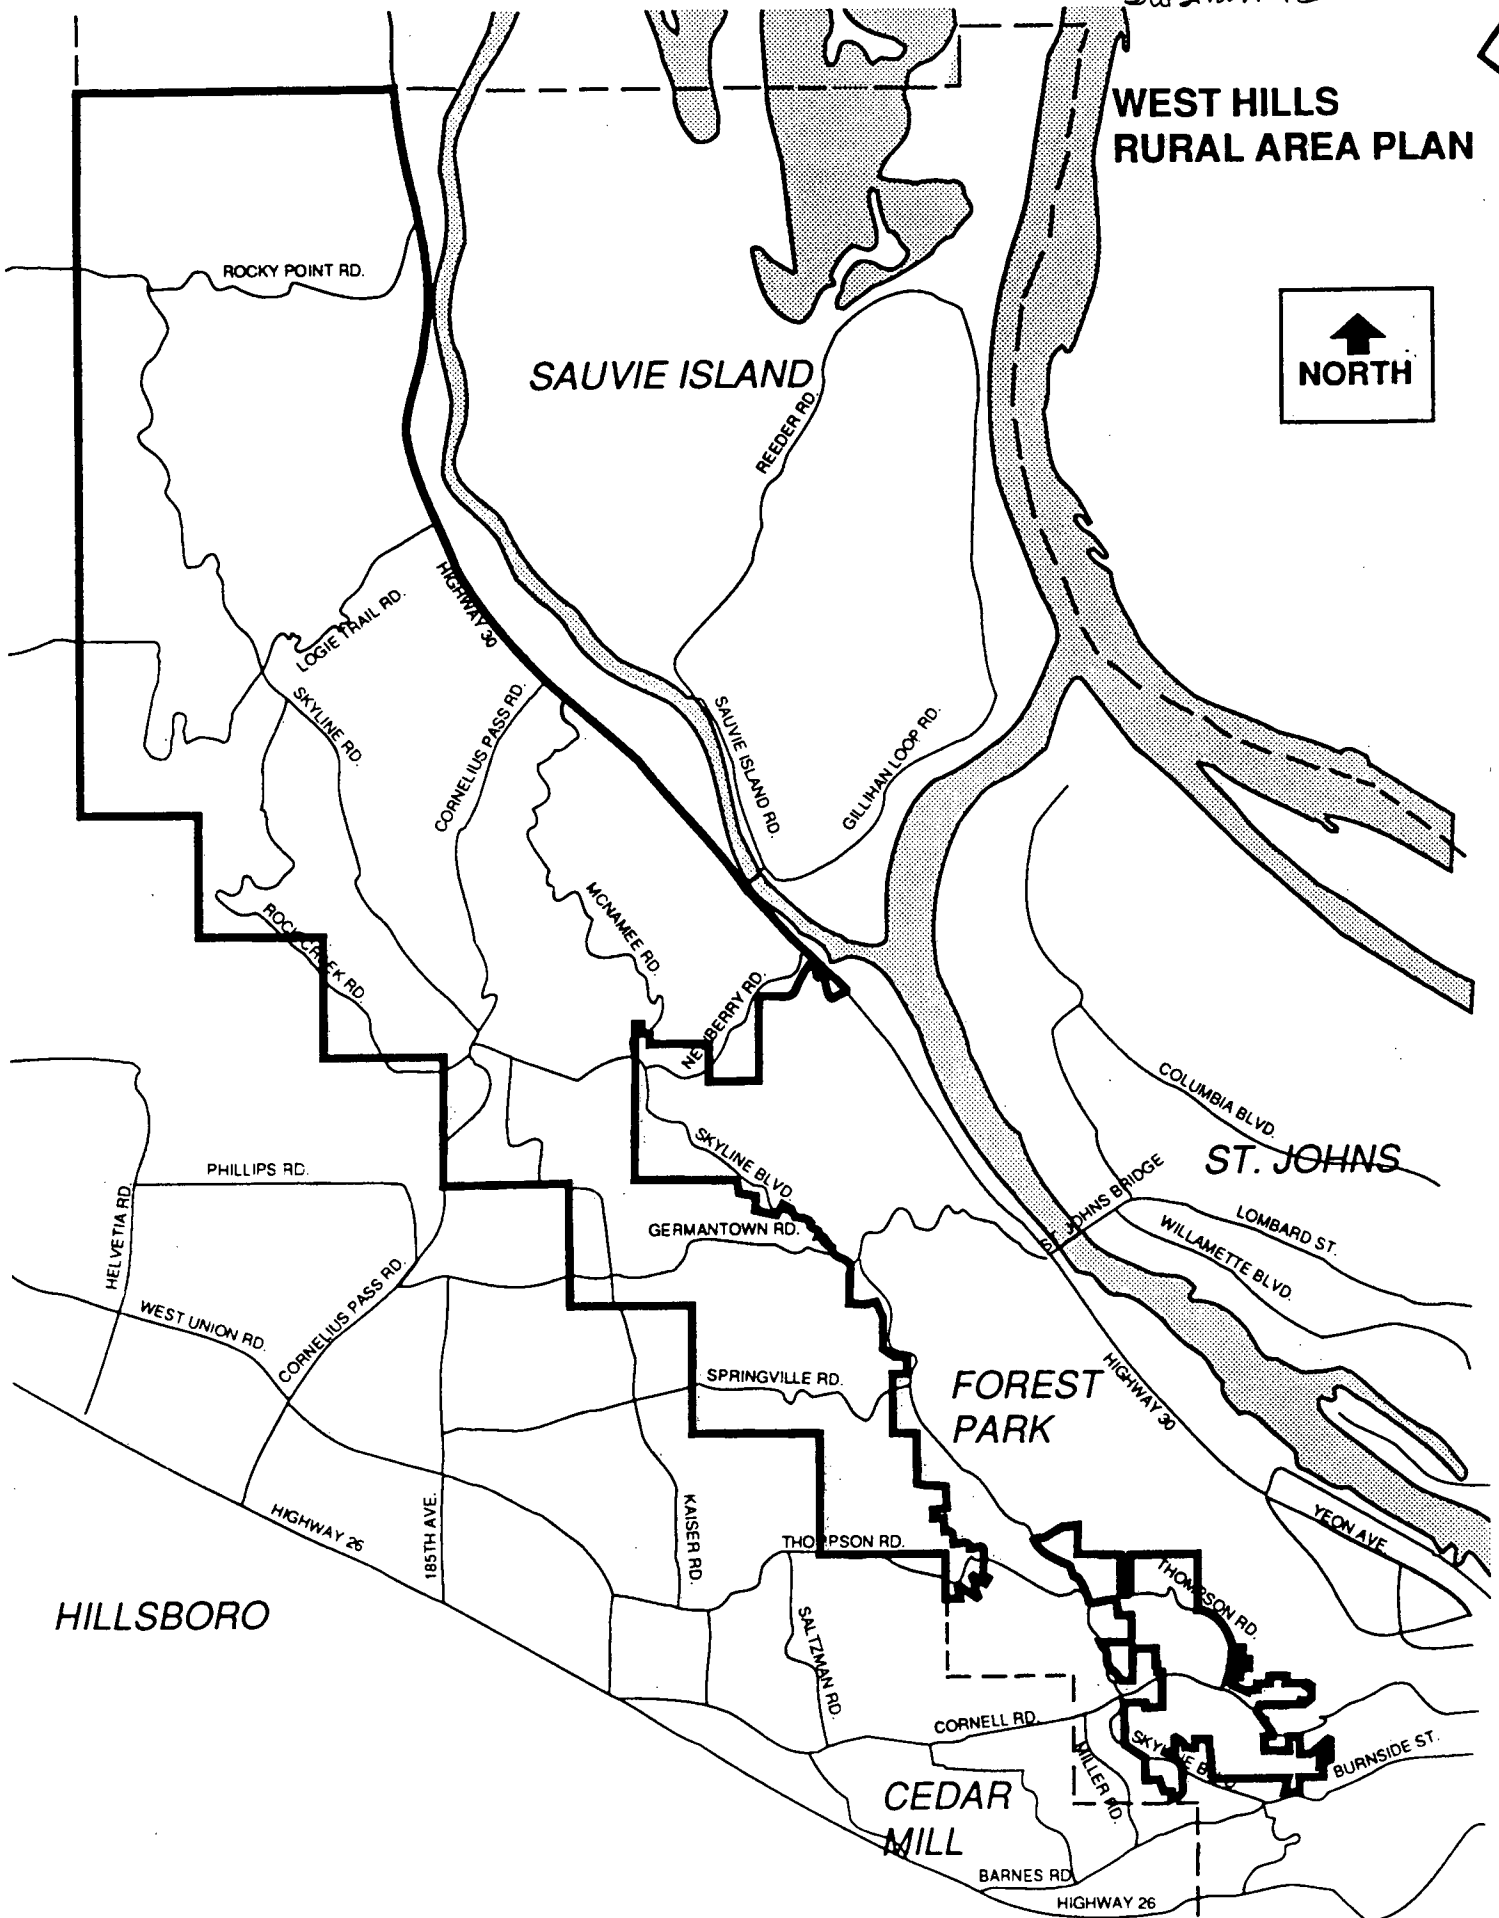 WEST HILLS
RURAL AREA PLAN
ROCKY POINT RD.
NORTH
SAUVIE ISLAND
REEDER RD.
HIGHWAY 30
LOGIE TRAIL RD.
SKYLINE RD.
CORNELIUS PASS RD.
SAUVIE ISLAND RD.
GILLIHAN LOOP RD.
MCNAMEE RD.
ROCK CREEK RD.
NEWBERRY RD.
COLUMBIA BLVD.
ST. JOHNS
SKYLINE BLVD.
PHILLIPS RD.
HELVETIA RD.
GERMANTOWN RD.
ST. JOHNS BRIDGE
LOMBARD ST.
WILLAMETTE BLVD.
WEST UNION RD.
CORNELIUS PASS RD.
SPRINGVILLE RD.
FOREST
PARK
HIGHWAY 30
HIGHWAY 26
185TH AVE.
KAISER RD.
THOMPSON RD.
YEON AVE.
THOMPSON RD.
HILLSBORO
SALTZMAN RD.
CORNELL RD.
SKYLINE BLVD.
MILLER RD.
BURNSIDE ST.
CEDAR
MILL
BARNES RD.
HIGHWAY 26